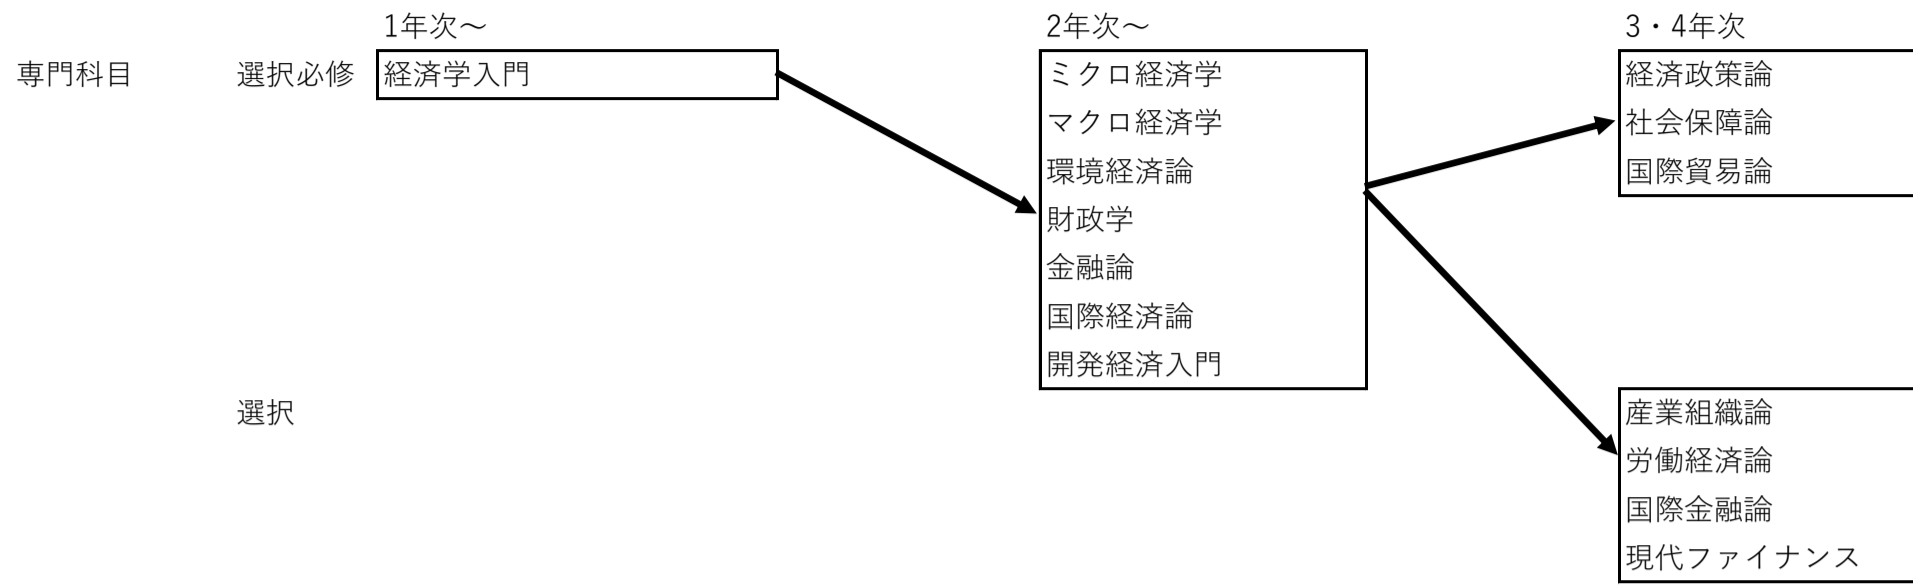 1年次～
2年次～
3・4年次
専門科目
選択必修
経済学入門
ミクロ経済学
マクロ経済学
環境経済論
財政学
金融論
国際経済論
開発経済入門
経済政策論
社会保障論
国際貿易論
選択
産業組織論
労働経済論
国際金融論
現代ファイナンス